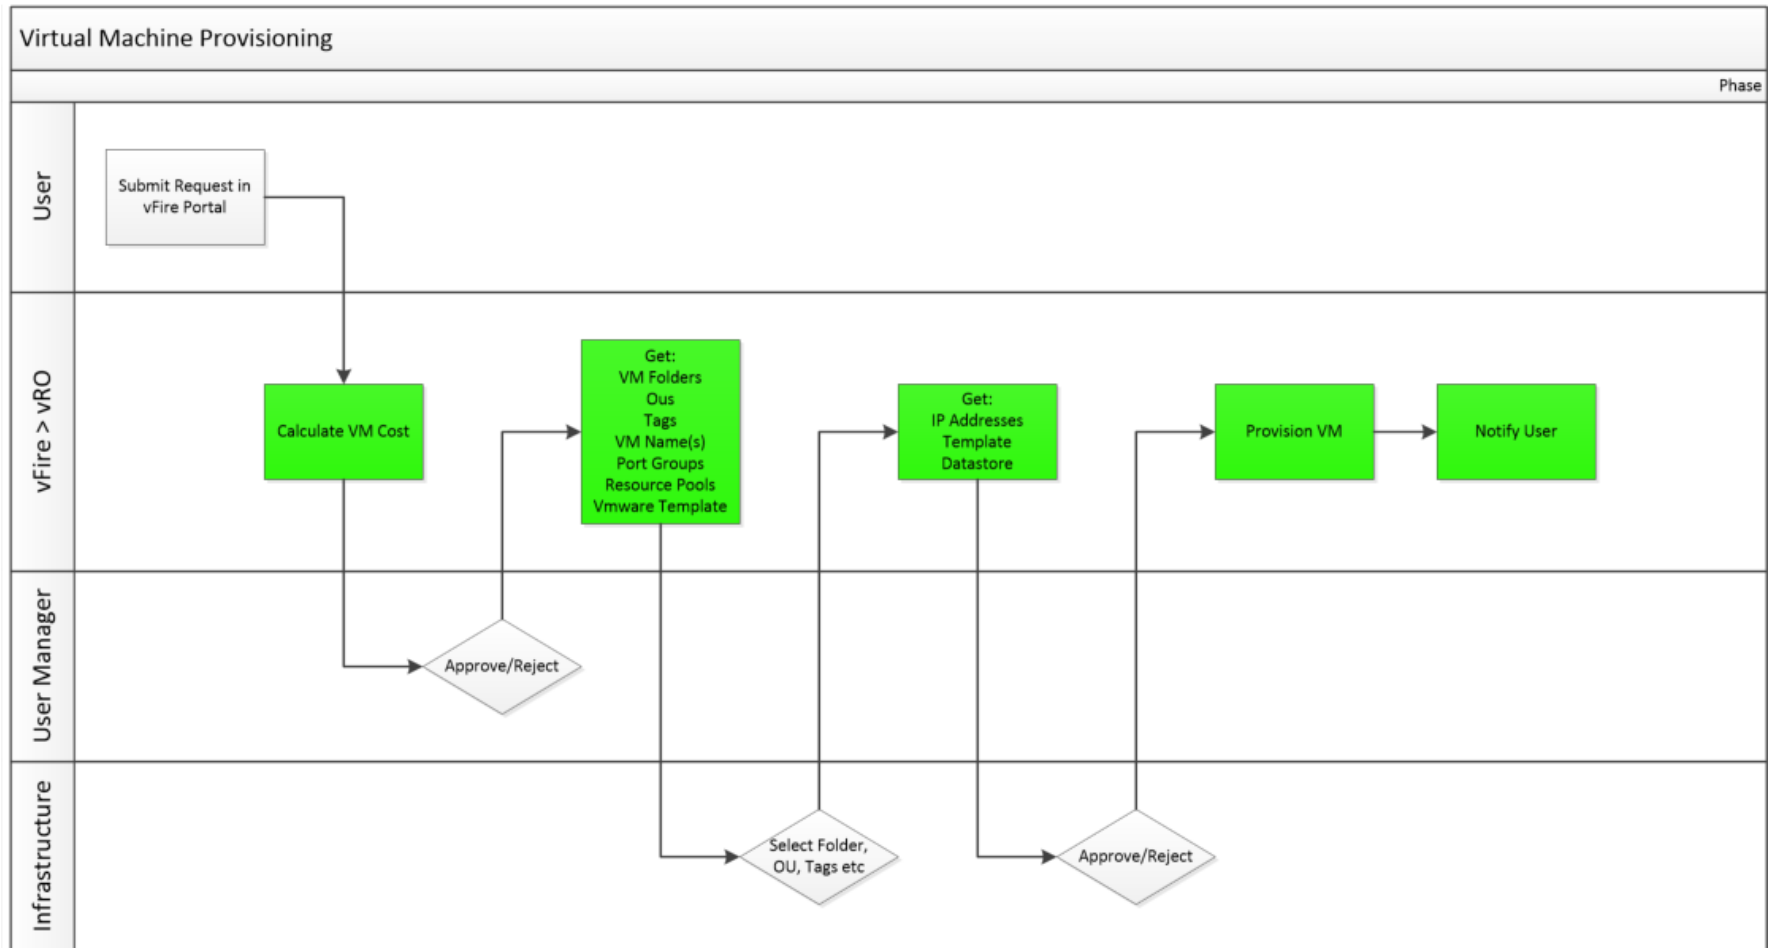 Virtual Machine Provisioning
Phase
User
Submit Request in
vFire Portal
vFire > vRO
Calculate VM Cost
Get:
VM Folders
Ous
Tags
VM Name(s)
Port Groups
Resource Pools
Vmware Template
Get:
IP Addresses
Template
Datastore
Provision VM
Notify User
User Manager
Approve/Reject
Infrastructure
Select Folder,
OU, Tags etc
Approve/Reject